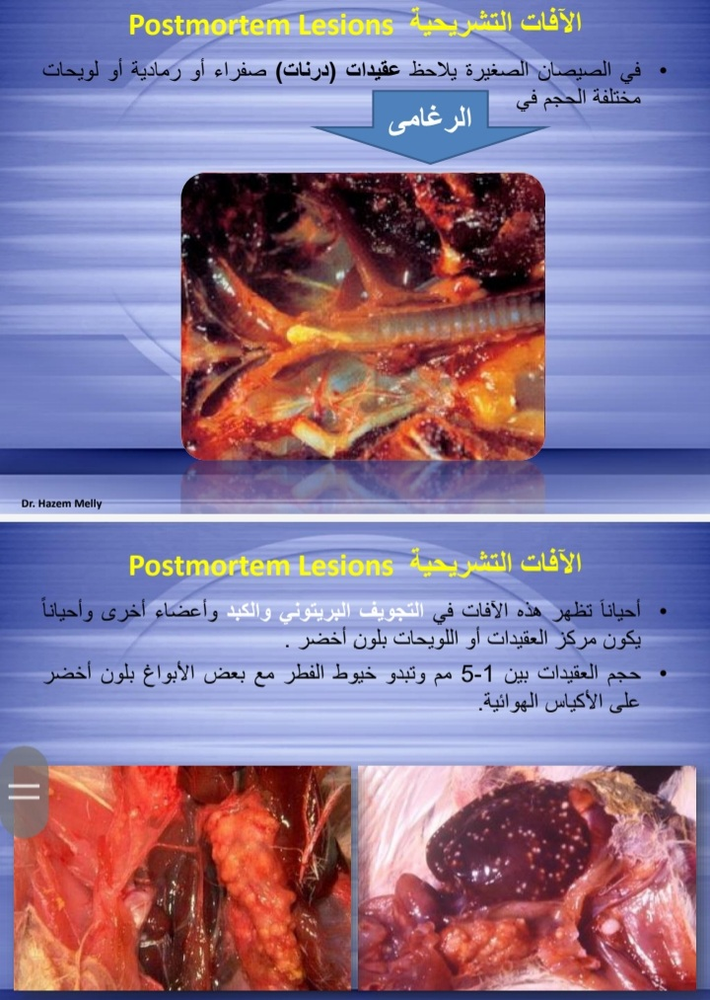 الآفات التشريحية Postmortem Lesions
• في الصيصان الصغيرة يلاحظ عقيدات (درنات) صفراء أو رمادية أو لويحات
مختلفة الحجم في
الرغامى
Dr. Hazem Melly
الآفات التشريحية Postmortem Lesions
• أحياناً تظهر هذه الآفات في التجويف البريتوني والكبد وأعضاء أخرى وأحياناً
يكون مركز العقيدات أو اللويحات بلون أخضر .
• حجم العقيدات بين 1-5 مم وتبدو خيوط الفطر مع بعض الأبواغ بلون أخضر
على الأكياس الهوائية.